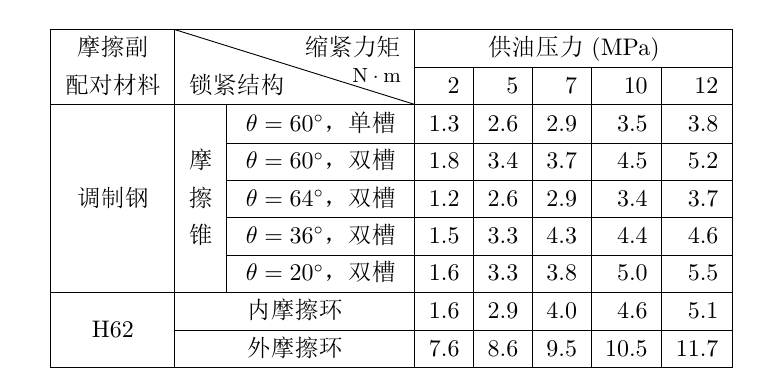 摩擦副 缩紧力矩 供油压力 (MPa)
配对材料 锁紧结构 N · m 2 5 7 10 12
θ = 60°，单槽 1.3 2.6 2.9 3.5 3.8
摩 θ = 60°，双槽 1.8 3.4 3.7 4.5 5.2
调制钢 擦 θ = 64°，双槽 1.2 2.6 2.9 3.4 3.7
锥 θ = 36°，双槽 1.5 3.3 4.3 4.4 4.6
θ = 20°，双槽 1.6 3.3 3.8 5.0 5.5
H62 内摩擦环 1.6 2.9 4.0 4.6 5.1
外摩擦环 7.6 8.6 9.5 10.5 11.7